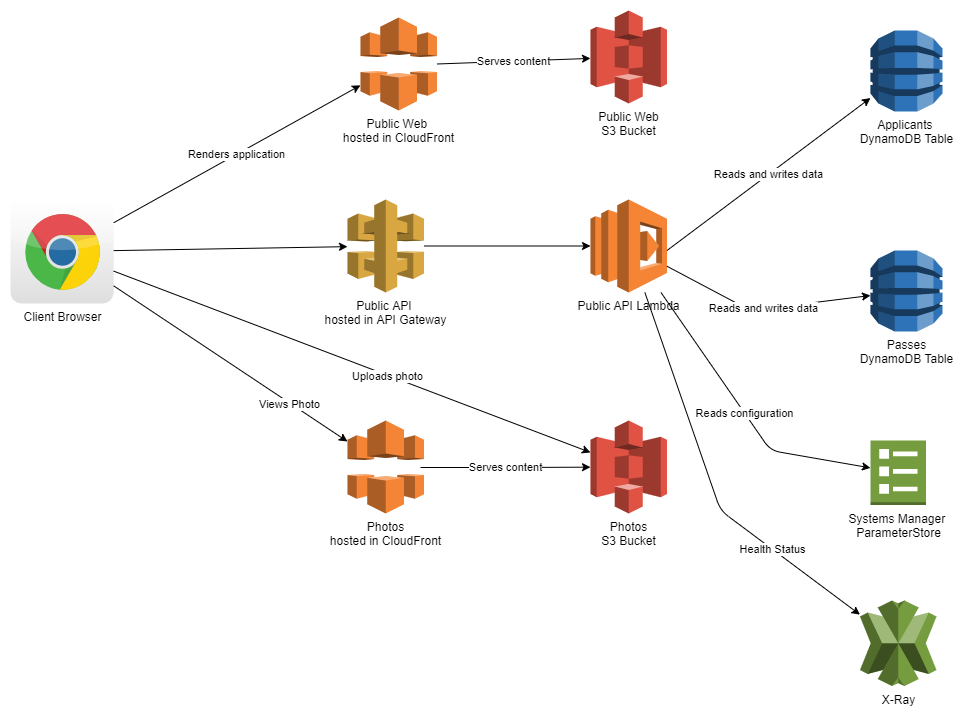 Serves content
Public Web
hosted in CloudFront
Public Web
S3 Bucket
Applicants
DynamoDB Table
Renders application
Reads and writes data
Client Browser
Public API
hosted in API Gateway
Public API Lambda
Reads and writes data
Passes
DynamoDB Table
Uploads photo
Views Photo
Reads configuration
Serves content
Photos
hosted in CloudFront
Photos
S3 Bucket
Systems Manager
ParameterStore
Health Status
X-Ray